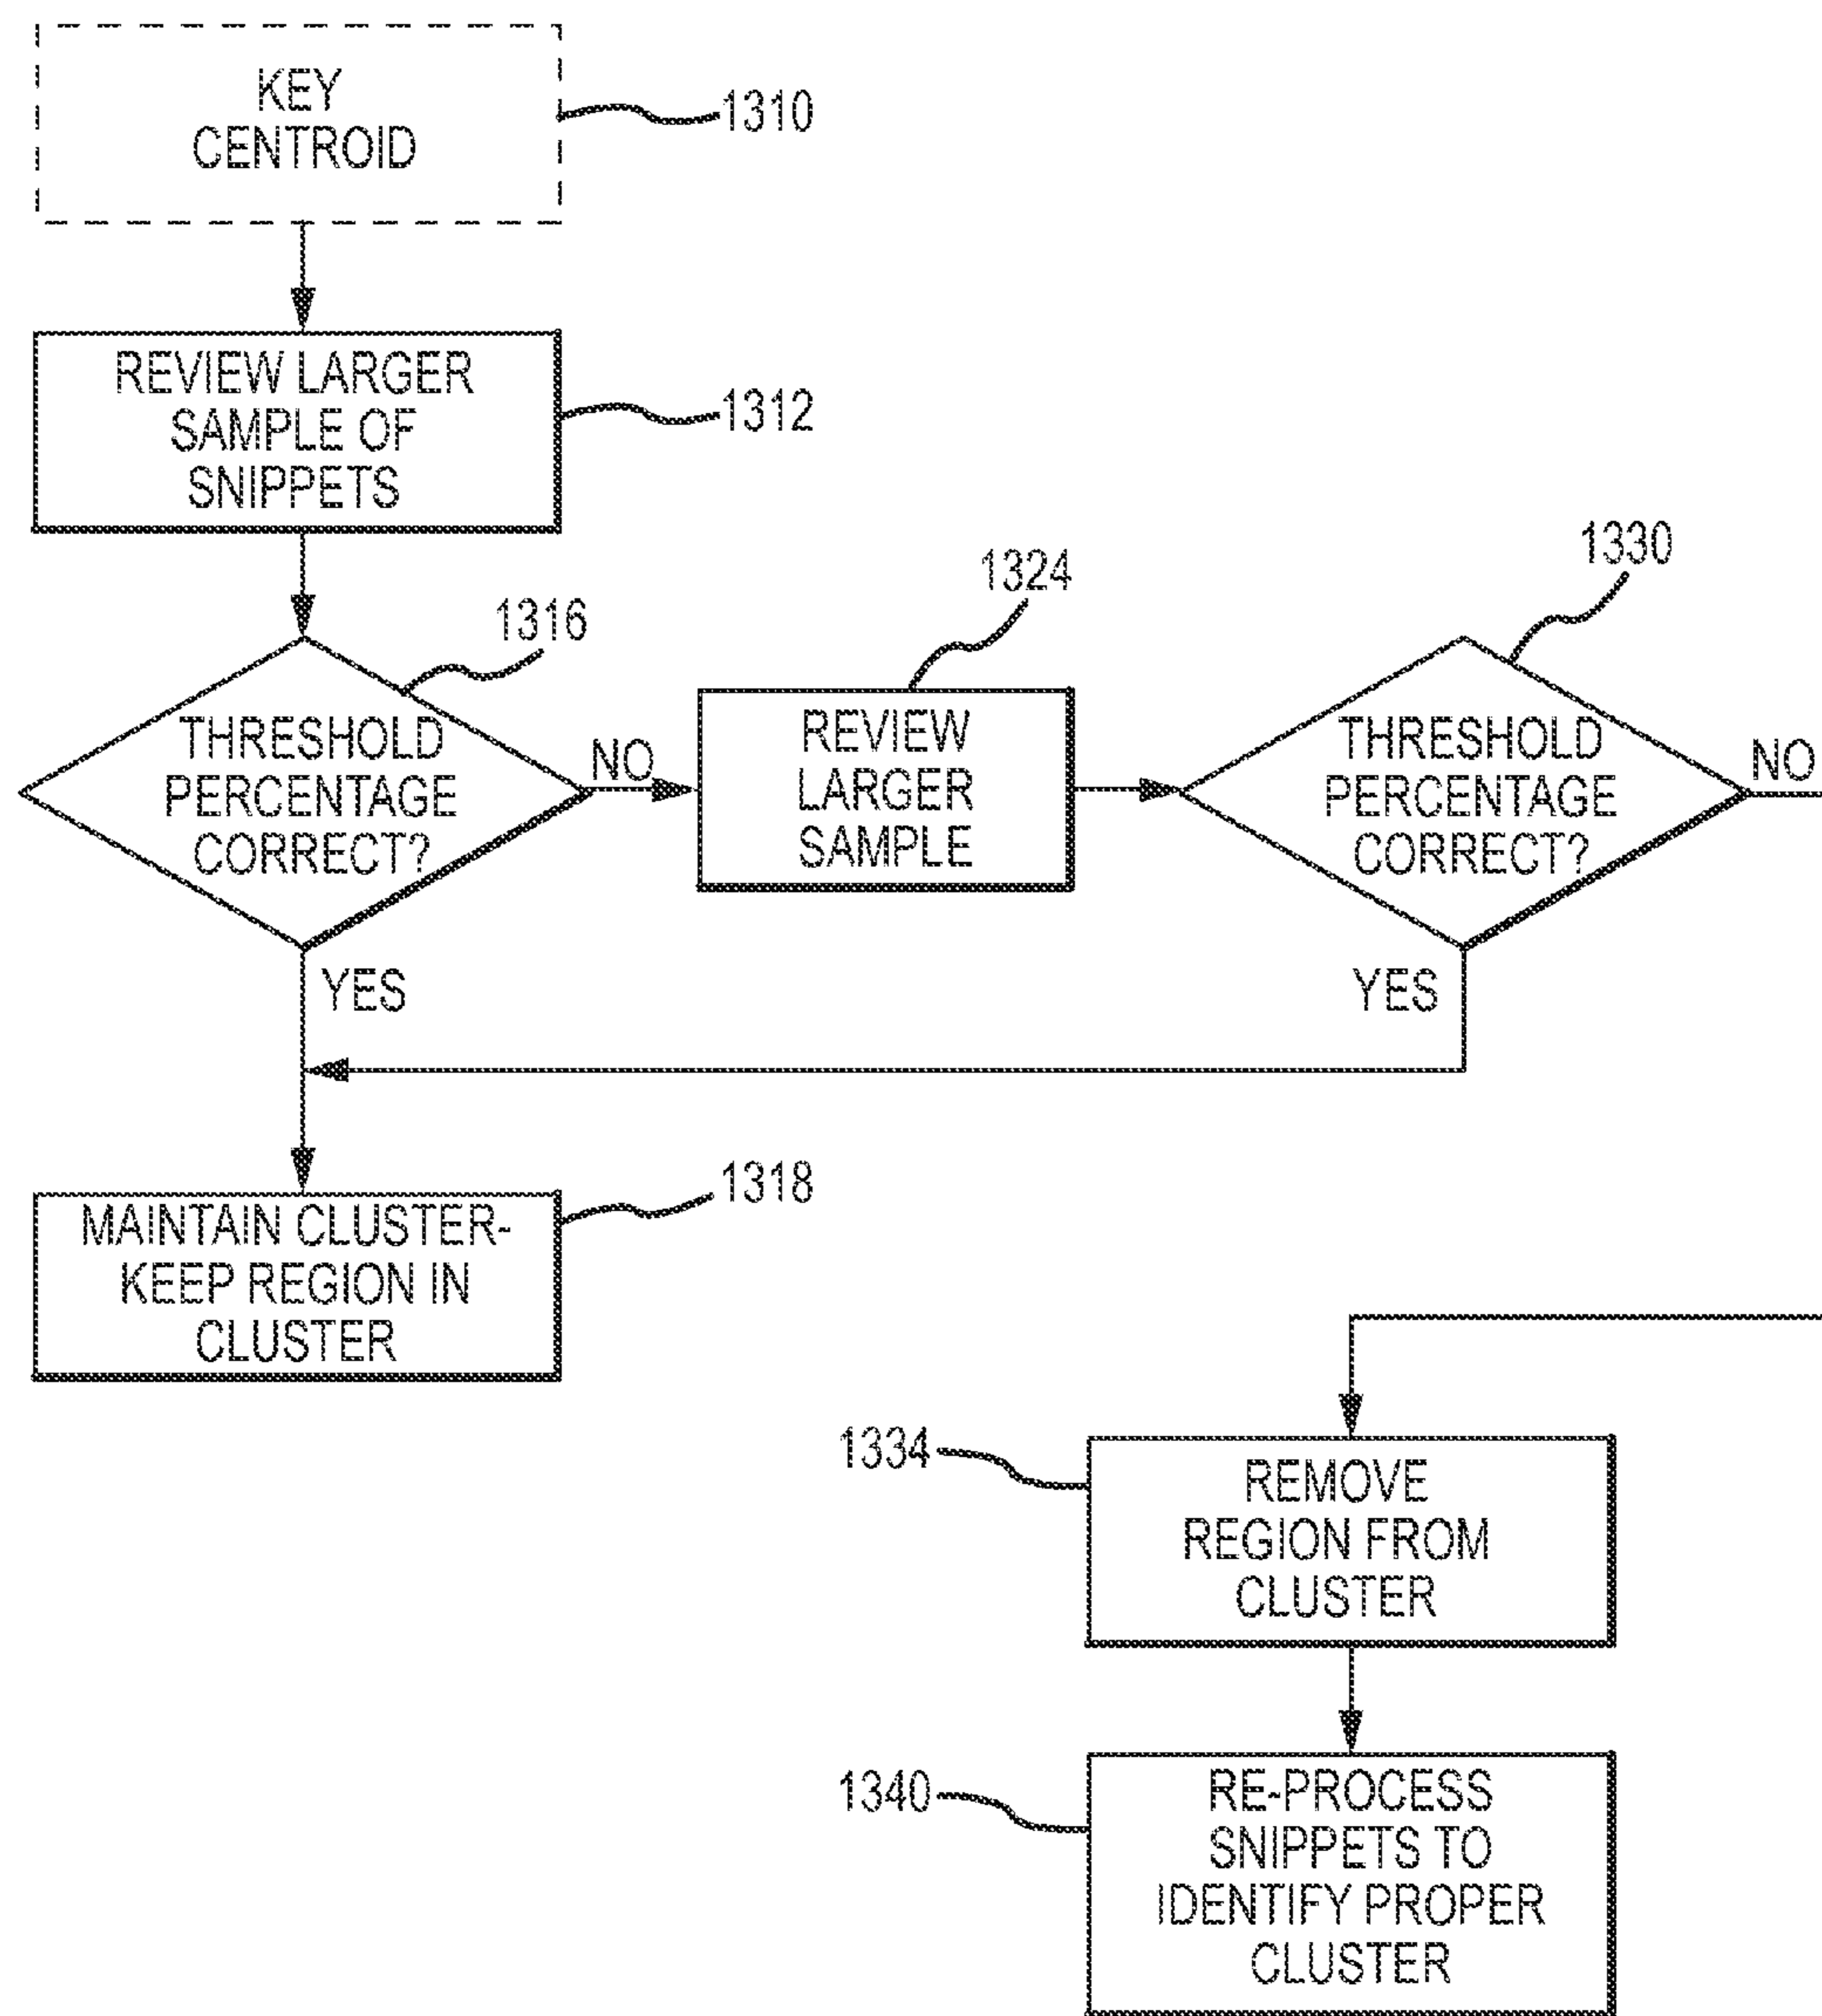 KEY
CENTROID
1310
REVIEW LARGER
SAMPLE OF
SNIPPETS
1312
1316
THRESHOLD
PERCENTAGE
CORRECT?
NO
YES
1324
REVIEW
LARGER
SAMPLE
1330
THRESHOLD
PERCENTAGE
CORRECT?
NO
YES
MAINTAIN CLUSTER-
KEEP REGION IN
CLUSTER
1318
1334
REMOVE
REGION FROM
CLUSTER
1340
RE-PROCESS
SNIPPETS TO
IDENTIFY PROPER
CLUSTER